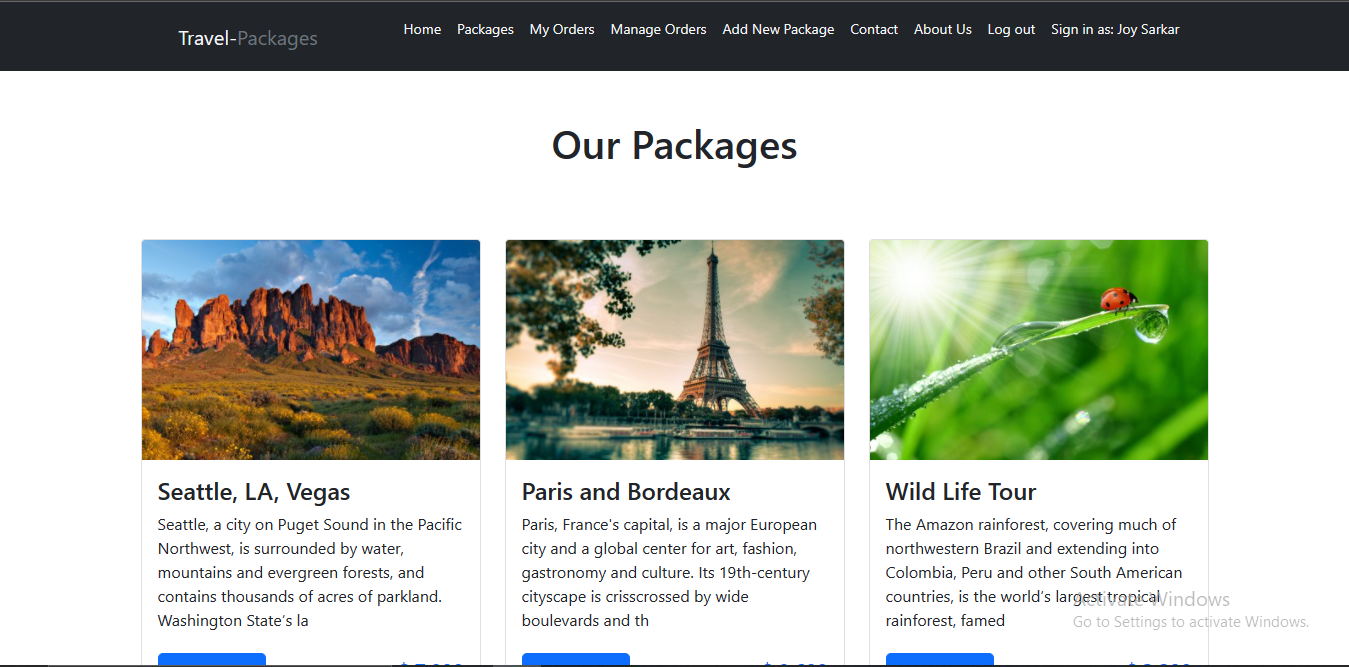 Travel-Packages
Home Packages My Orders Manage Orders Add New Package Contact About Us Log out Sign in as: Joy Sarkar
Our Packages
Seattle, LA, Vegas
Seattle, a city on Puget Sound in the Pacific
Northwest, is surrounded by water,
mountains and evergreen forests, and
contains thousands of acres of parkland.
Washington State’s la
Paris and Bordeaux
Paris, France's capital, is a major European
city and a global center for art, fashion,
gastronomy and culture. Its 19th-century
cityscape is crisscrossed by wide
boulevards and th
Wild Life Tour
The Amazon rainforest, covering much of
northwestern Brazil and extending into
Colombia, Peru and other South American
countries, is the world’s largest tropical
rainforest, famed
Activate Windows
Go to Settings to activate Windows.